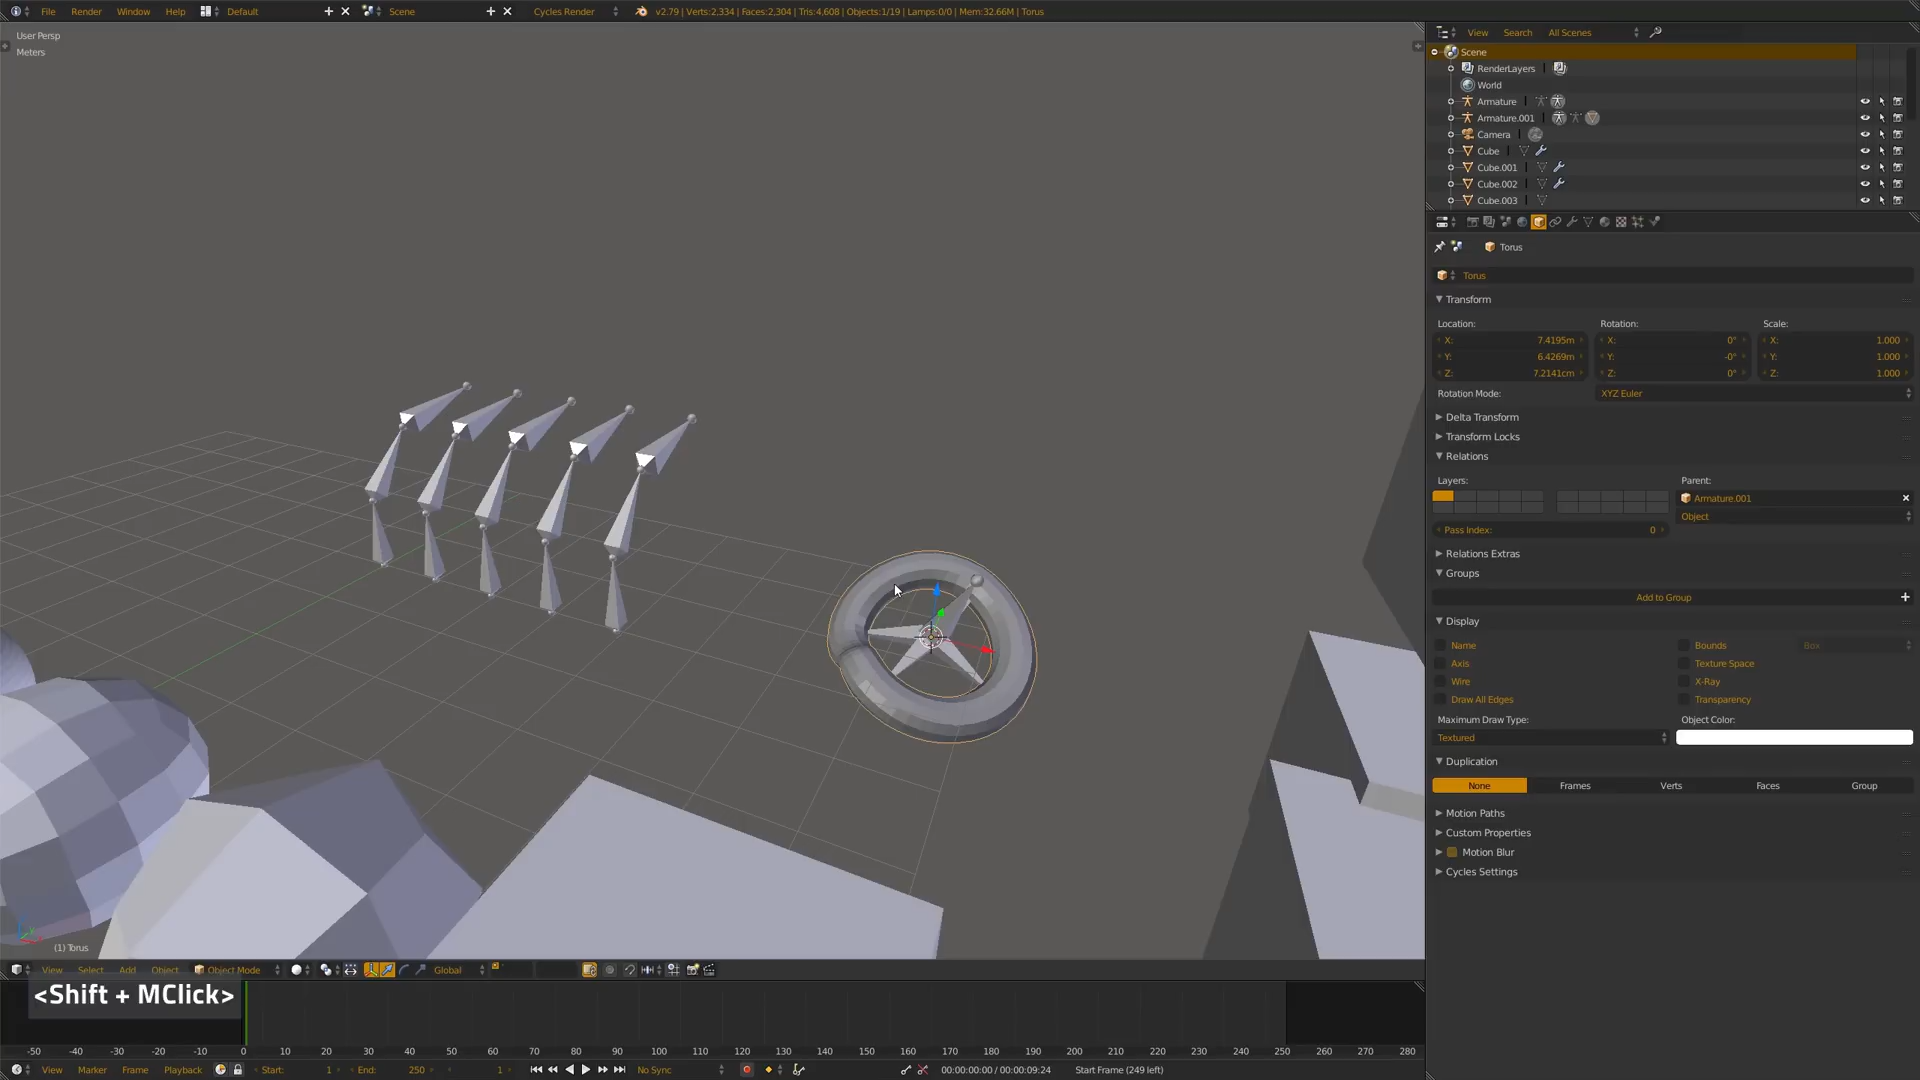 File Render Window Help Default Scene Cycles Render v2.79 | Verts:2,334 | Faces:2,304 | Tris:4,608 | Objects:1/19 | Lamps:0/0 | Mem:32.66M | Torus
User Persp
Meters
View Search All Scenes
Scene
RenderLayers
World
Armature
Armature.001
Camera
Cube
Cube.001
Cube.002
Cube.003
Torus
Torus
Transform
Location: Rotation: Scale:
X: 7.4195m X: 0° X: 1.000
Y: 6.4269m Y: -0° Y: 1.000
Z: 7.2141cm Z: 0° Z: 1.000
Rotation Mode: XYZ Euler
Delta Transform
Transform Locks
Relations
Layers: Parent:
Armature.001
Object
Pass Index: 0
Relations Extras
Groups
Add to Group
Display
Name Bounds Box
Axis Texture Space
Wire X-Ray
Draw All Edges Transparency
Maximum Draw Type: Object Color:
Textured
Duplication
None Frames Verts Faces Group
Motion Paths
Custom Properties
Motion Blur
Cycles Settings
(1) Torus
View Select Add Object Object Mode Global
<Shift + MClick>
-50 -40 -30 -20 -10 0 10 20 30 40 50 60 70 80 90 100 110 120 130 140 150 160 170 180 190 200 210 220 230 240 250 260 270 280
View Marker Frame Playback Start: 1 End: 250 1 No Sync 00:00:00:00 / 00:00:09:24 Start Frame (249 left)